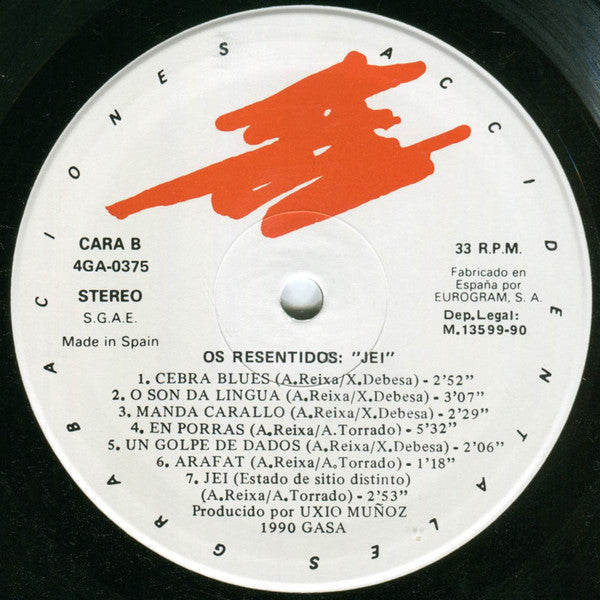 GRABACIONES ACCIDENTALES
CARA B
4GA-0375
STEREO
S.G.A.E.
Made in Spain
33 R.P.M.
Fabricado en
España por
EUROGRAM, S. A.
Dep.Legal:
M.13599-90
OS RESENTIDOS: "JEI"
1. CEBRA BLUES (A.Reixa/X.Debesa) - 2'52"
2. O SON DA LINGUA (A.Reixa/X.Debesa) - 3'07"
3. MANDA CARALLO (A.Reixa/X.Debesa) - 2'29"
4. EN PORRAS (A.Reixa/A.Torrado) - 5'32"
5. UN GOLPE DE DADOS (A.Reixa/X.Debesa) - 2'06"
6. ARAFAT (A.Reixa/A.Torrado) - 1'18"
7. JEI (Estado de sitio distinto)
(A.Reixa/A.Torrado) - 2'53"
Producido por UXIO MUÑOZ
1990 GASA